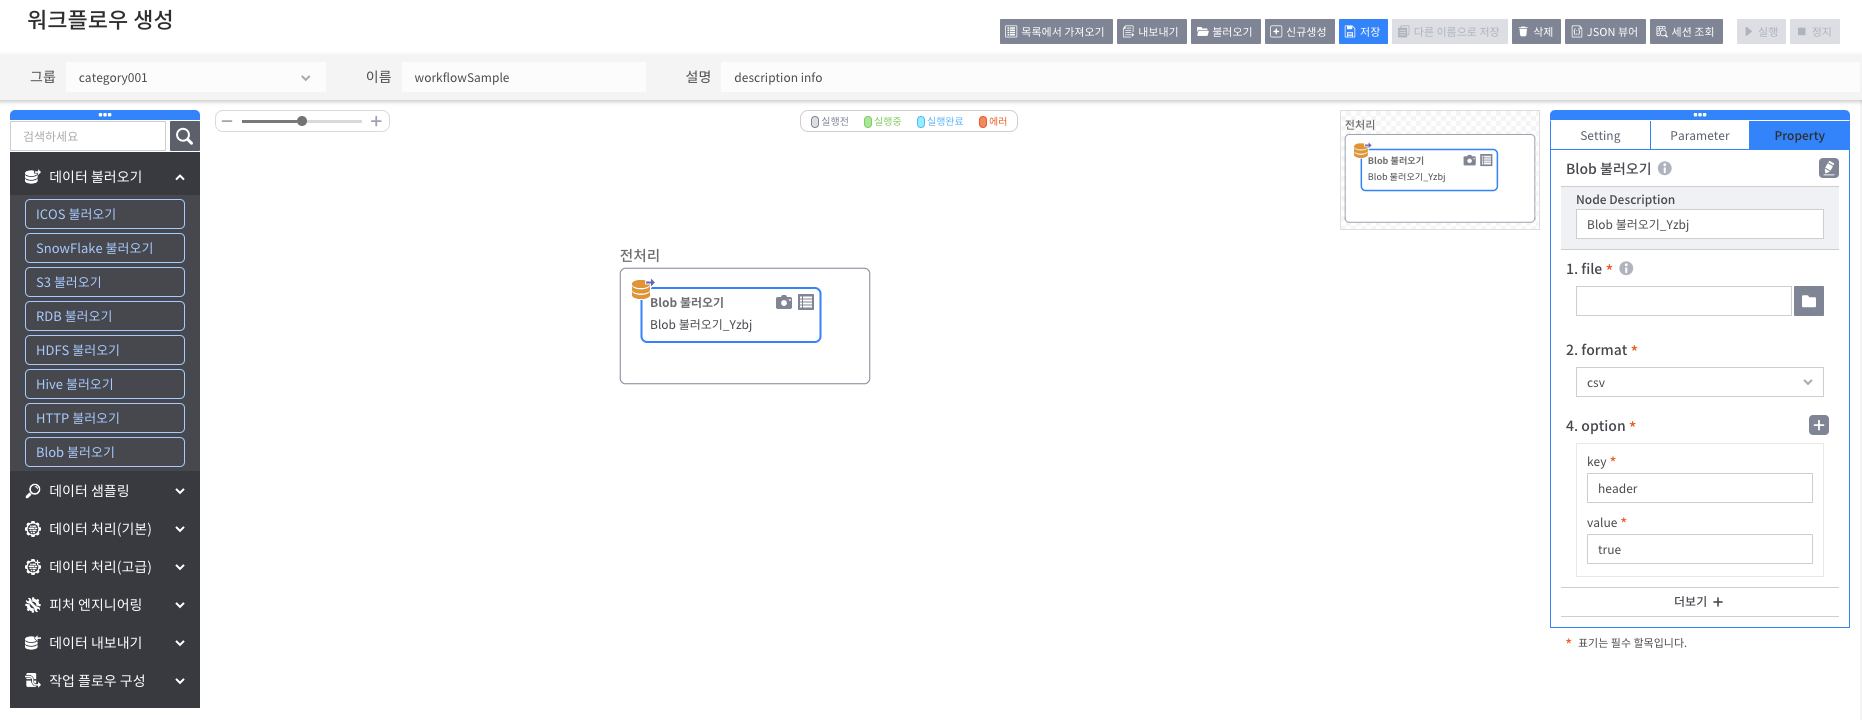 워크플로우 생성
목록에서 가져오기 내보내기 불러오기 신규생성 저장 다른 이름으로 저장 삭제 JSON 뷰어 세션 조회 실행 정지
그룹 category001 이름 workflowSample 설명 description info
검색하세요
데이터 불러오기
ICOS 불러오기
SnowFlake 불러오기
S3 불러오기
RDB 불러오기
HDFS 불러오기
Hive 불러오기
HTTP 불러오기
Blob 불러오기
데이터 샘플링
데이터 처리(기본)
데이터 처리(고급)
피처 엔지니어링
데이터 내보내기
작업 플로우 구성
실행전 실행중 실행완료 에러
전처리
Blob 불러오기
Blob 불러오기_Yzbj
전처리
Blob 불러오기
Blob 불러오기_Yzbj
Setting Parameter Property
Blob 불러오기
Node Description
Blob 불러오기_Yzbj
1. file *
2. format *
csv
4. option *
key *
header
value *
true
더보기 +
* 표기는 필수 할목입니다.